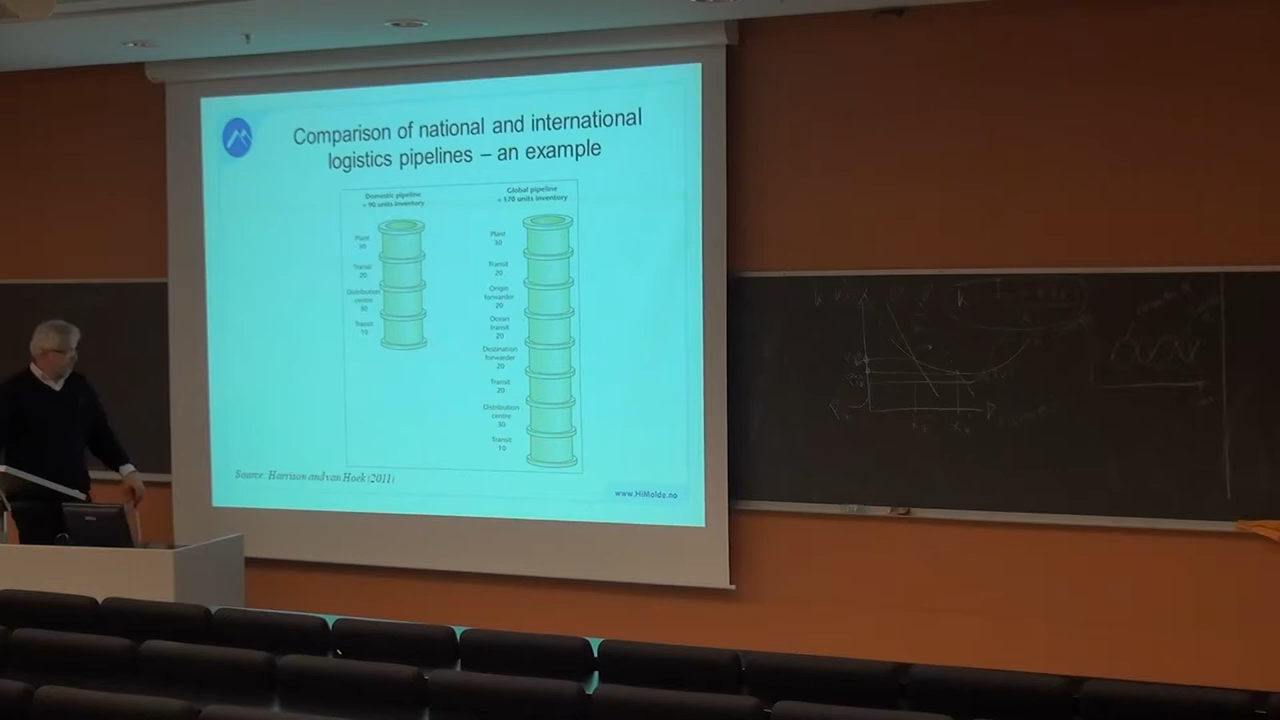 Comparison of national and international
logistics pipelines – an example
Domestic pipeline
= 90 units inventory
Plant
30
Transit
20
Distribution
centre
30
Transit
10
Global pipeline
= 170 units inventory
Plant
30
Transit
20
Origin
forwarder
20
Ocean
transit
20
Destination
forwarder
20
Transit
20
Distribution
centre
30
Transit
10
Source: Harrison and van Hoek (2011)
www.HiMolde.no